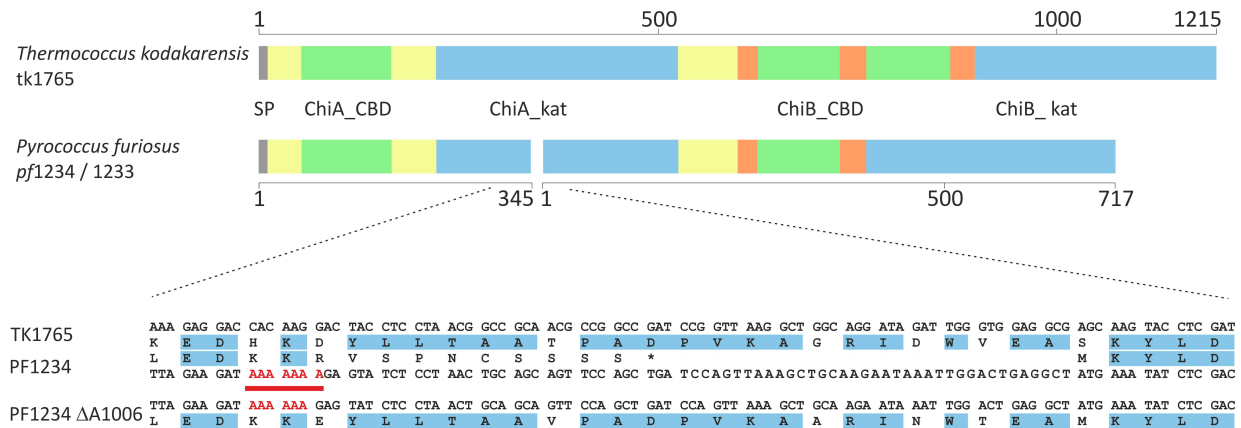 1 500 1000 1215
Thermococcus kodakarensis
tk1765
SP ChiA_CBD ChiA_kat ChiB_CBD ChiB_ kat
Pyrococcus furiosus
pf1234 / 1233
1 345 1 500 717
AAA GAG GAC CAC AAG GAC TAC CTC CTA ACG GCC GCA ACG CCG GCC GAT CCG GTT AAG GCT GGC AGG ATA GAT TGG GTG GAG GCG AGC AAG TAC CTC GAT
TK1765 K E D H K D Y L L T A A T P A D P V K A G R I D W V E A S K Y L D
L E D K K R V S P N C S S S S * M K Y L D
PF1234
TTA GAA GAT AAA AAA AGA GTA TCT CCT AAC TGC AGC AGT TCC AGC TGA TCCAGTTAAAGCTGCAAGAATAAATTGGACTGAGGCT ATG AAA TATCTC GAC
TTA GAA GAT AAA AAA GAG TAT CTC CTA ACT GCA GCA GTT CCA GCT GAT CCA GTT AAA GCT GCA AGA ATA AAT TGG ACT GAG GCT ATG AAA TAT CTC GAC
PF1234 ΔA1006 L E D K K E Y L L T A A V P A D P V K A A R I N W T E A M K Y L D